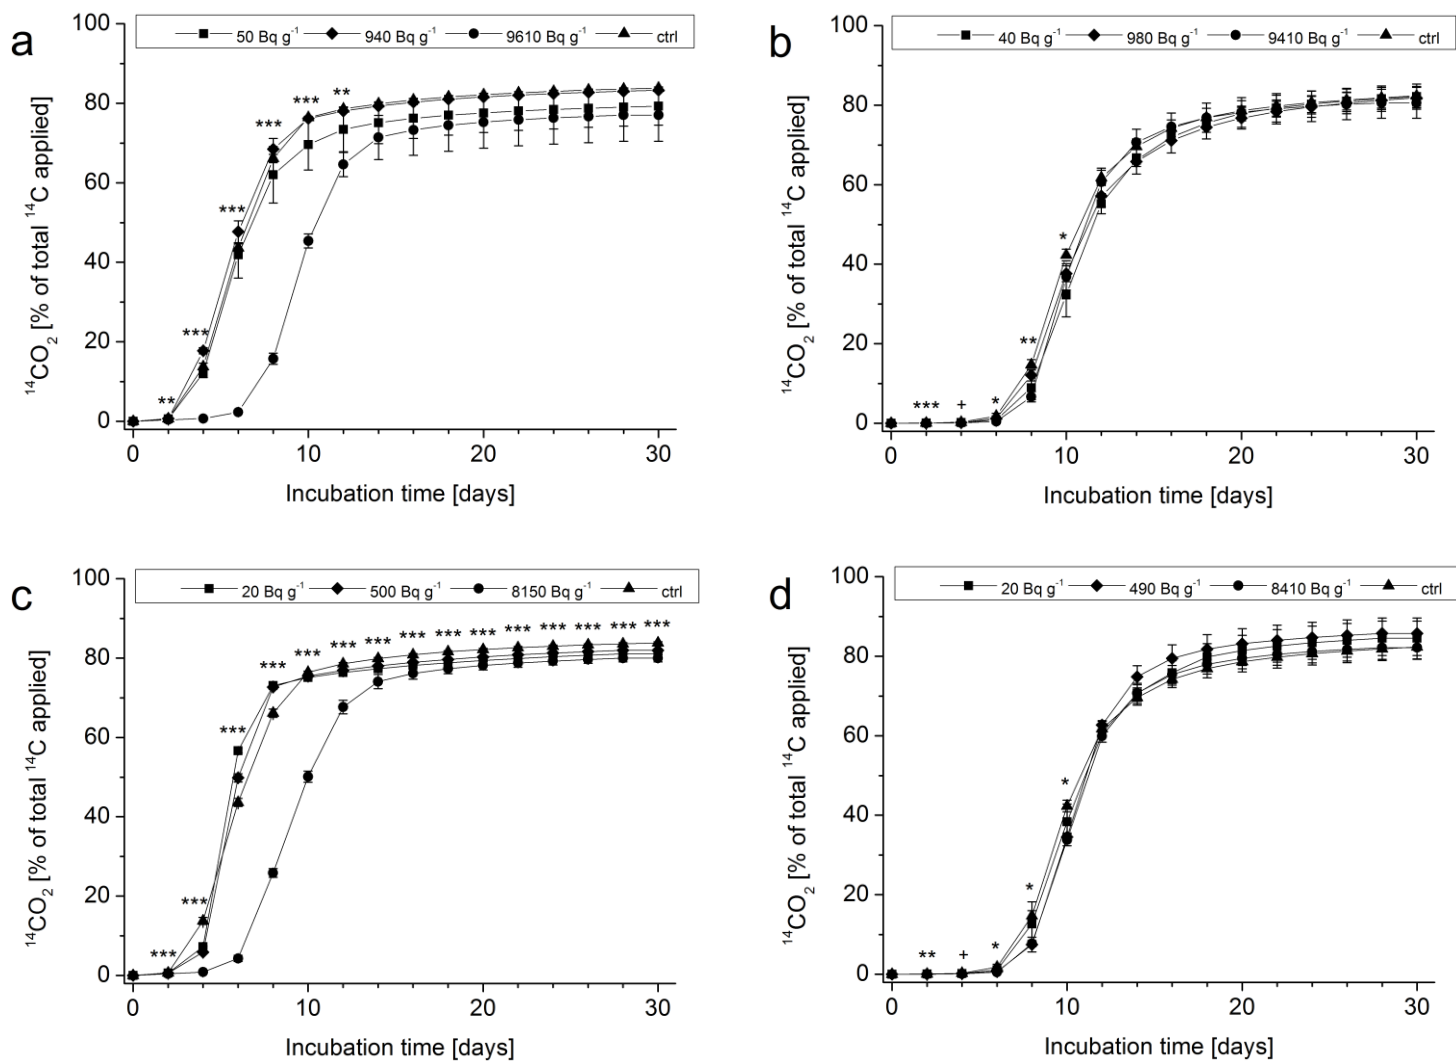 a
50 Bq g⁻¹ 940 Bq g⁻¹ 9610 Bq g⁻¹ ctrl
¹⁴CO₂ [% of total ¹⁴C applied]
100
80
60
40
20
0
** *** *** *** *** **
0 10 20 30
Incubation time [days]
b
40 Bq g⁻¹ 980 Bq g⁻¹ 9410 Bq g⁻¹ ctrl
¹⁴CO₂ [% of total ¹⁴C applied]
100
80
60
40
20
0
*** + * ** *
0 10 20 30
Incubation time [days]
c
20 Bq g⁻¹ 500 Bq g⁻¹ 8150 Bq g⁻¹ ctrl
¹⁴CO₂ [% of total ¹⁴C applied]
100
80
60
40
20
0
*** *** *** *** *** *** *** *** *** *** *** *** *** *** ***
0 10 20 30
Incubation time [days]
d
20 Bq g⁻¹ 490 Bq g⁻¹ 8410 Bq g⁻¹ ctrl
¹⁴CO₂ [% of total ¹⁴C applied]
100
80
60
40
20
0
** + * * *
0 10 20 30
Incubation time [days]